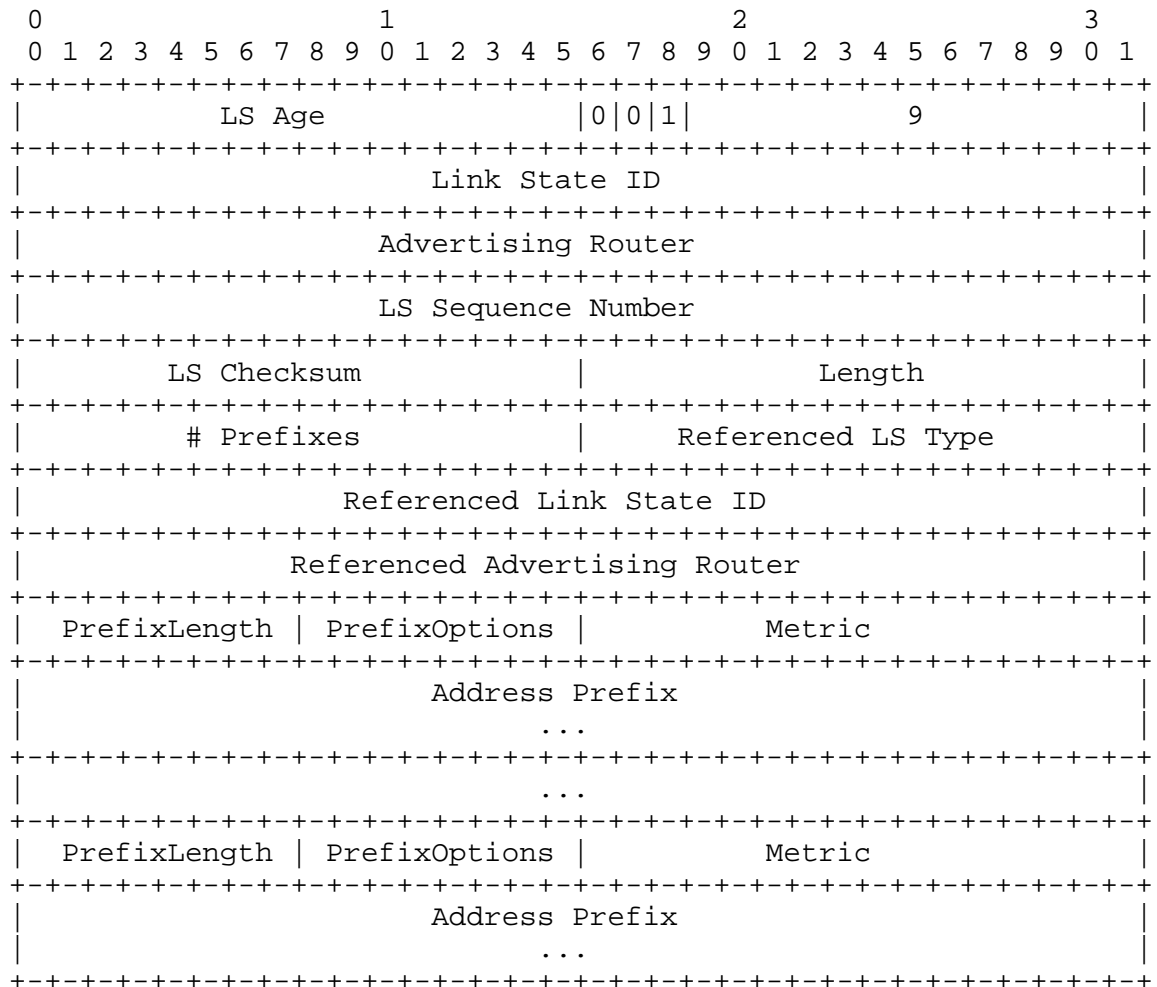 0                   1                   2                   3
 0 1 2 3 4 5 6 7 8 9 0 1 2 3 4 5 6 7 8 9 0 1 2 3 4 5 6 7 8 9 0 1
+-+-+-+-+-+-+-+-+-+-+-+-+-+-+-+-+-+-+-+-+-+-+-+-+-+-+-+-+-+-+-+-+
|           LS Age              |0|0|1|            9            |
+-+-+-+-+-+-+-+-+-+-+-+-+-+-+-+-+-+-+-+-+-+-+-+-+-+-+-+-+-+-+-+-+
|                       Link State ID                           |
+-+-+-+-+-+-+-+-+-+-+-+-+-+-+-+-+-+-+-+-+-+-+-+-+-+-+-+-+-+-+-+-+
|                    Advertising Router                         |
+-+-+-+-+-+-+-+-+-+-+-+-+-+-+-+-+-+-+-+-+-+-+-+-+-+-+-+-+-+-+-+-+
|                    LS Sequence Number                         |
+-+-+-+-+-+-+-+-+-+-+-+-+-+-+-+-+-+-+-+-+-+-+-+-+-+-+-+-+-+-+-+-+
|        LS Checksum            |             Length            |
+-+-+-+-+-+-+-+-+-+-+-+-+-+-+-+-+-+-+-+-+-+-+-+-+-+-+-+-+-+-+-+-+
|         # Prefixes            |     Referenced LS Type        |
+-+-+-+-+-+-+-+-+-+-+-+-+-+-+-+-+-+-+-+-+-+-+-+-+-+-+-+-+-+-+-+-+
|                  Referenced Link State ID                     |
+-+-+-+-+-+-+-+-+-+-+-+-+-+-+-+-+-+-+-+-+-+-+-+-+-+-+-+-+-+-+-+-+
|               Referenced Advertising Router                   |
+-+-+-+-+-+-+-+-+-+-+-+-+-+-+-+-+-+-+-+-+-+-+-+-+-+-+-+-+-+-+-+-+
|  PrefixLength | PrefixOptions |          Metric               |
+-+-+-+-+-+-+-+-+-+-+-+-+-+-+-+-+-+-+-+-+-+-+-+-+-+-+-+-+-+-+-+-+
|                       Address Prefix                          |
|                             ...                               |
+-+-+-+-+-+-+-+-+-+-+-+-+-+-+-+-+-+-+-+-+-+-+-+-+-+-+-+-+-+-+-+-+
|                             ...                               |
+-+-+-+-+-+-+-+-+-+-+-+-+-+-+-+-+-+-+-+-+-+-+-+-+-+-+-+-+-+-+-+-+
|  PrefixLength | PrefixOptions |          Metric               |
+-+-+-+-+-+-+-+-+-+-+-+-+-+-+-+-+-+-+-+-+-+-+-+-+-+-+-+-+-+-+-+-+
|                       Address Prefix                          |
|                             ...                               |
+-+-+-+-+-+-+-+-+-+-+-+-+-+-+-+-+-+-+-+-+-+-+-+-+-+-+-+-+-+-+-+-+